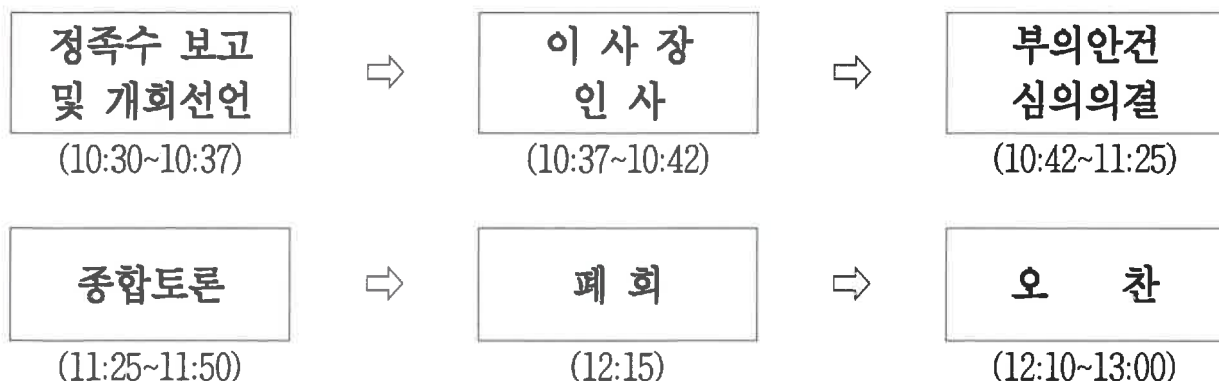 정족수 보고
및 개회선언
(10:30~10:37)
⇨
이 사 장
인 사
(10:37~10:42)
⇨
부의안건
심의의결
(10:42~11:25)
종합토론
(11:25~11:50)
⇨
폐 회
(12:15)
⇨
오 찬
(12:10~13:00)